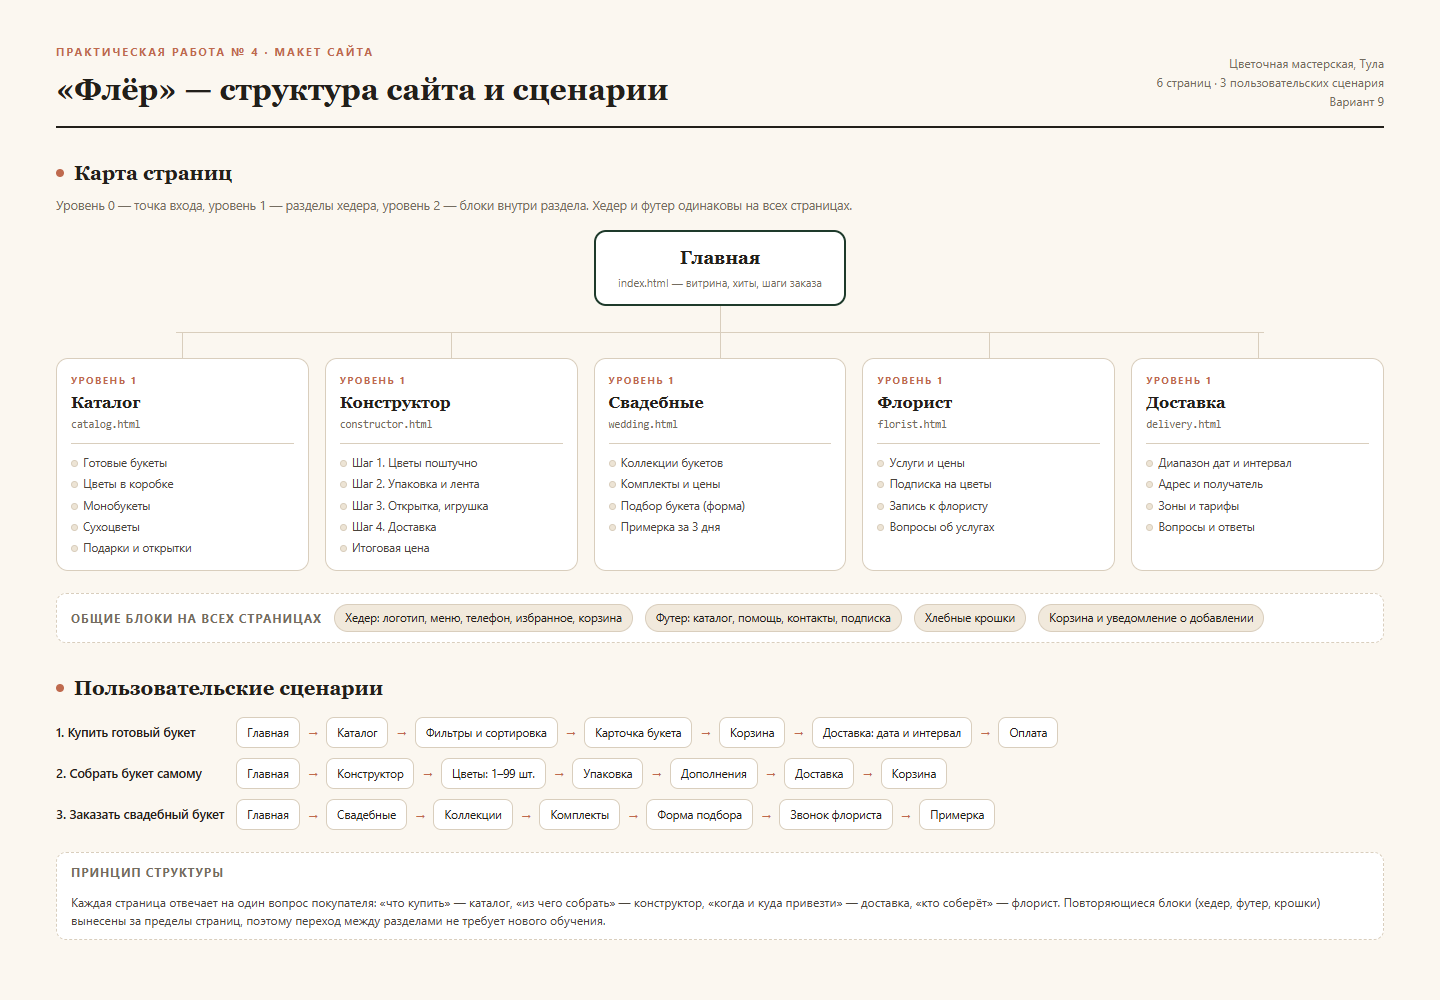 ПРАКТИЧЕСКАЯ РАБОТА № 4 · МАКЕТ САЙТА
«Флёр» — структура сайта и сценарии
Цветочная мастерская, Тула
6 страниц · 3 пользовательских сценария
Вариант 9
Карта страниц
Уровень 0 — точка входа, уровень 1 — разделы хедера, уровень 2 — блоки внутри раздела. Хедер и футер одинаковы на всех страницах.
Главная
index.html — витрина, хиты, шаги заказа
УРОВЕНЬ 1
Каталог
catalog.html
Готовые букеты
Цветы в коробке
Монобукеты
Сухоцветы
Подарки и открытки
УРОВЕНЬ 1
Конструктор
constructor.html
Шаг 1. Цветы поштучно
Шаг 2. Упаковка и лента
Шаг 3. Открытка, игрушка
Шаг 4. Доставка
Итоговая цена
УРОВЕНЬ 1
Свадебные
wedding.html
Коллекции букетов
Комплекты и цены
Подбор букета (форма)
Примерка за 3 дня
УРОВЕНЬ 1
Флорист
florist.html
Услуги и цены
Подписка на цветы
Запись к флористу
Вопросы об услугах
УРОВЕНЬ 1
Доставка
delivery.html
Диапазон дат и интервал
Адрес и получатель
Зоны и тарифы
Вопросы и ответы
ОБЩИЕ БЛОКИ НА ВСЕХ СТРАНИЦАХ
Хедер: логотип, меню, телефон, избранное, корзина
Футер: каталог, помощь, контакты, подписка
Хлебные крошки
Корзина и уведомление о добавлении
Пользовательские сценарии
1. Купить готовый букет Главная → Каталог → Фильтры и сортировка → Карточка букета → Корзина → Доставка: дата и интервал → Оплата
2. Собрать букет самому Главная → Конструктор → Цветы: 1–99 шт. → Упаковка → Дополнения → Доставка → Корзина
3. Заказать свадебный букет Главная → Свадебные → Коллекции → Комплекты → Форма подбора → Звонок флориста → Примерка
ПРИНЦИП СТРУКТУРЫ
Каждая страница отвечает на один вопрос покупателя: «что купить» — каталог, «из чего собрать» — конструктор, «когда и куда привезти» — доставка, «кто соберёт» — флорист. Повторяющиеся блоки (хедер, футер, крошки)
вынесены за пределы страниц, поэтому переход между разделами не требует нового обучения.